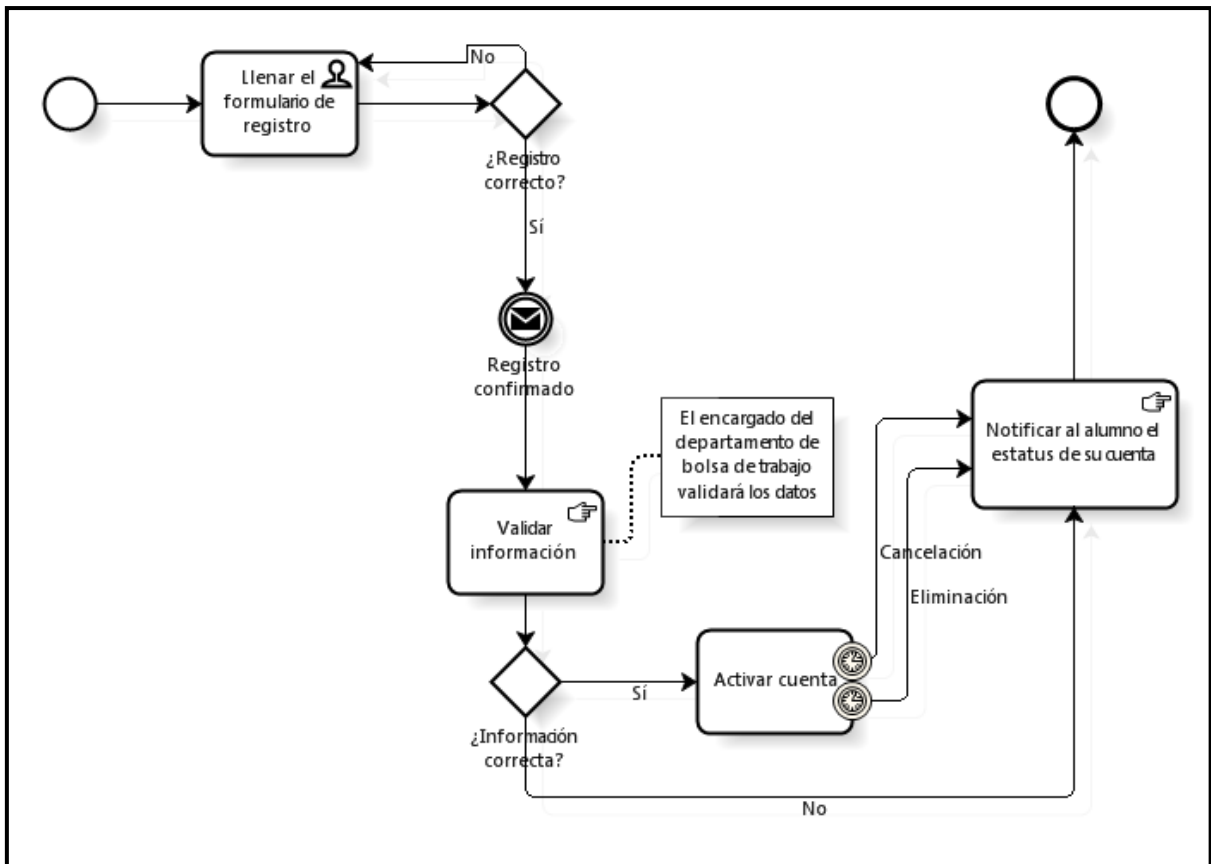 Llenar el
formulario de
registro
No
¿Registro
correcto?
Sí
Registro
confirmado
El encargado del
departamento de
bolsa de trabajo
validará los datos
Validar
información
Notificar al alumno el
estatus de su cuenta
Cancelación
Eliminación
Activar cuenta
Sí
¿Información
correcta?
No